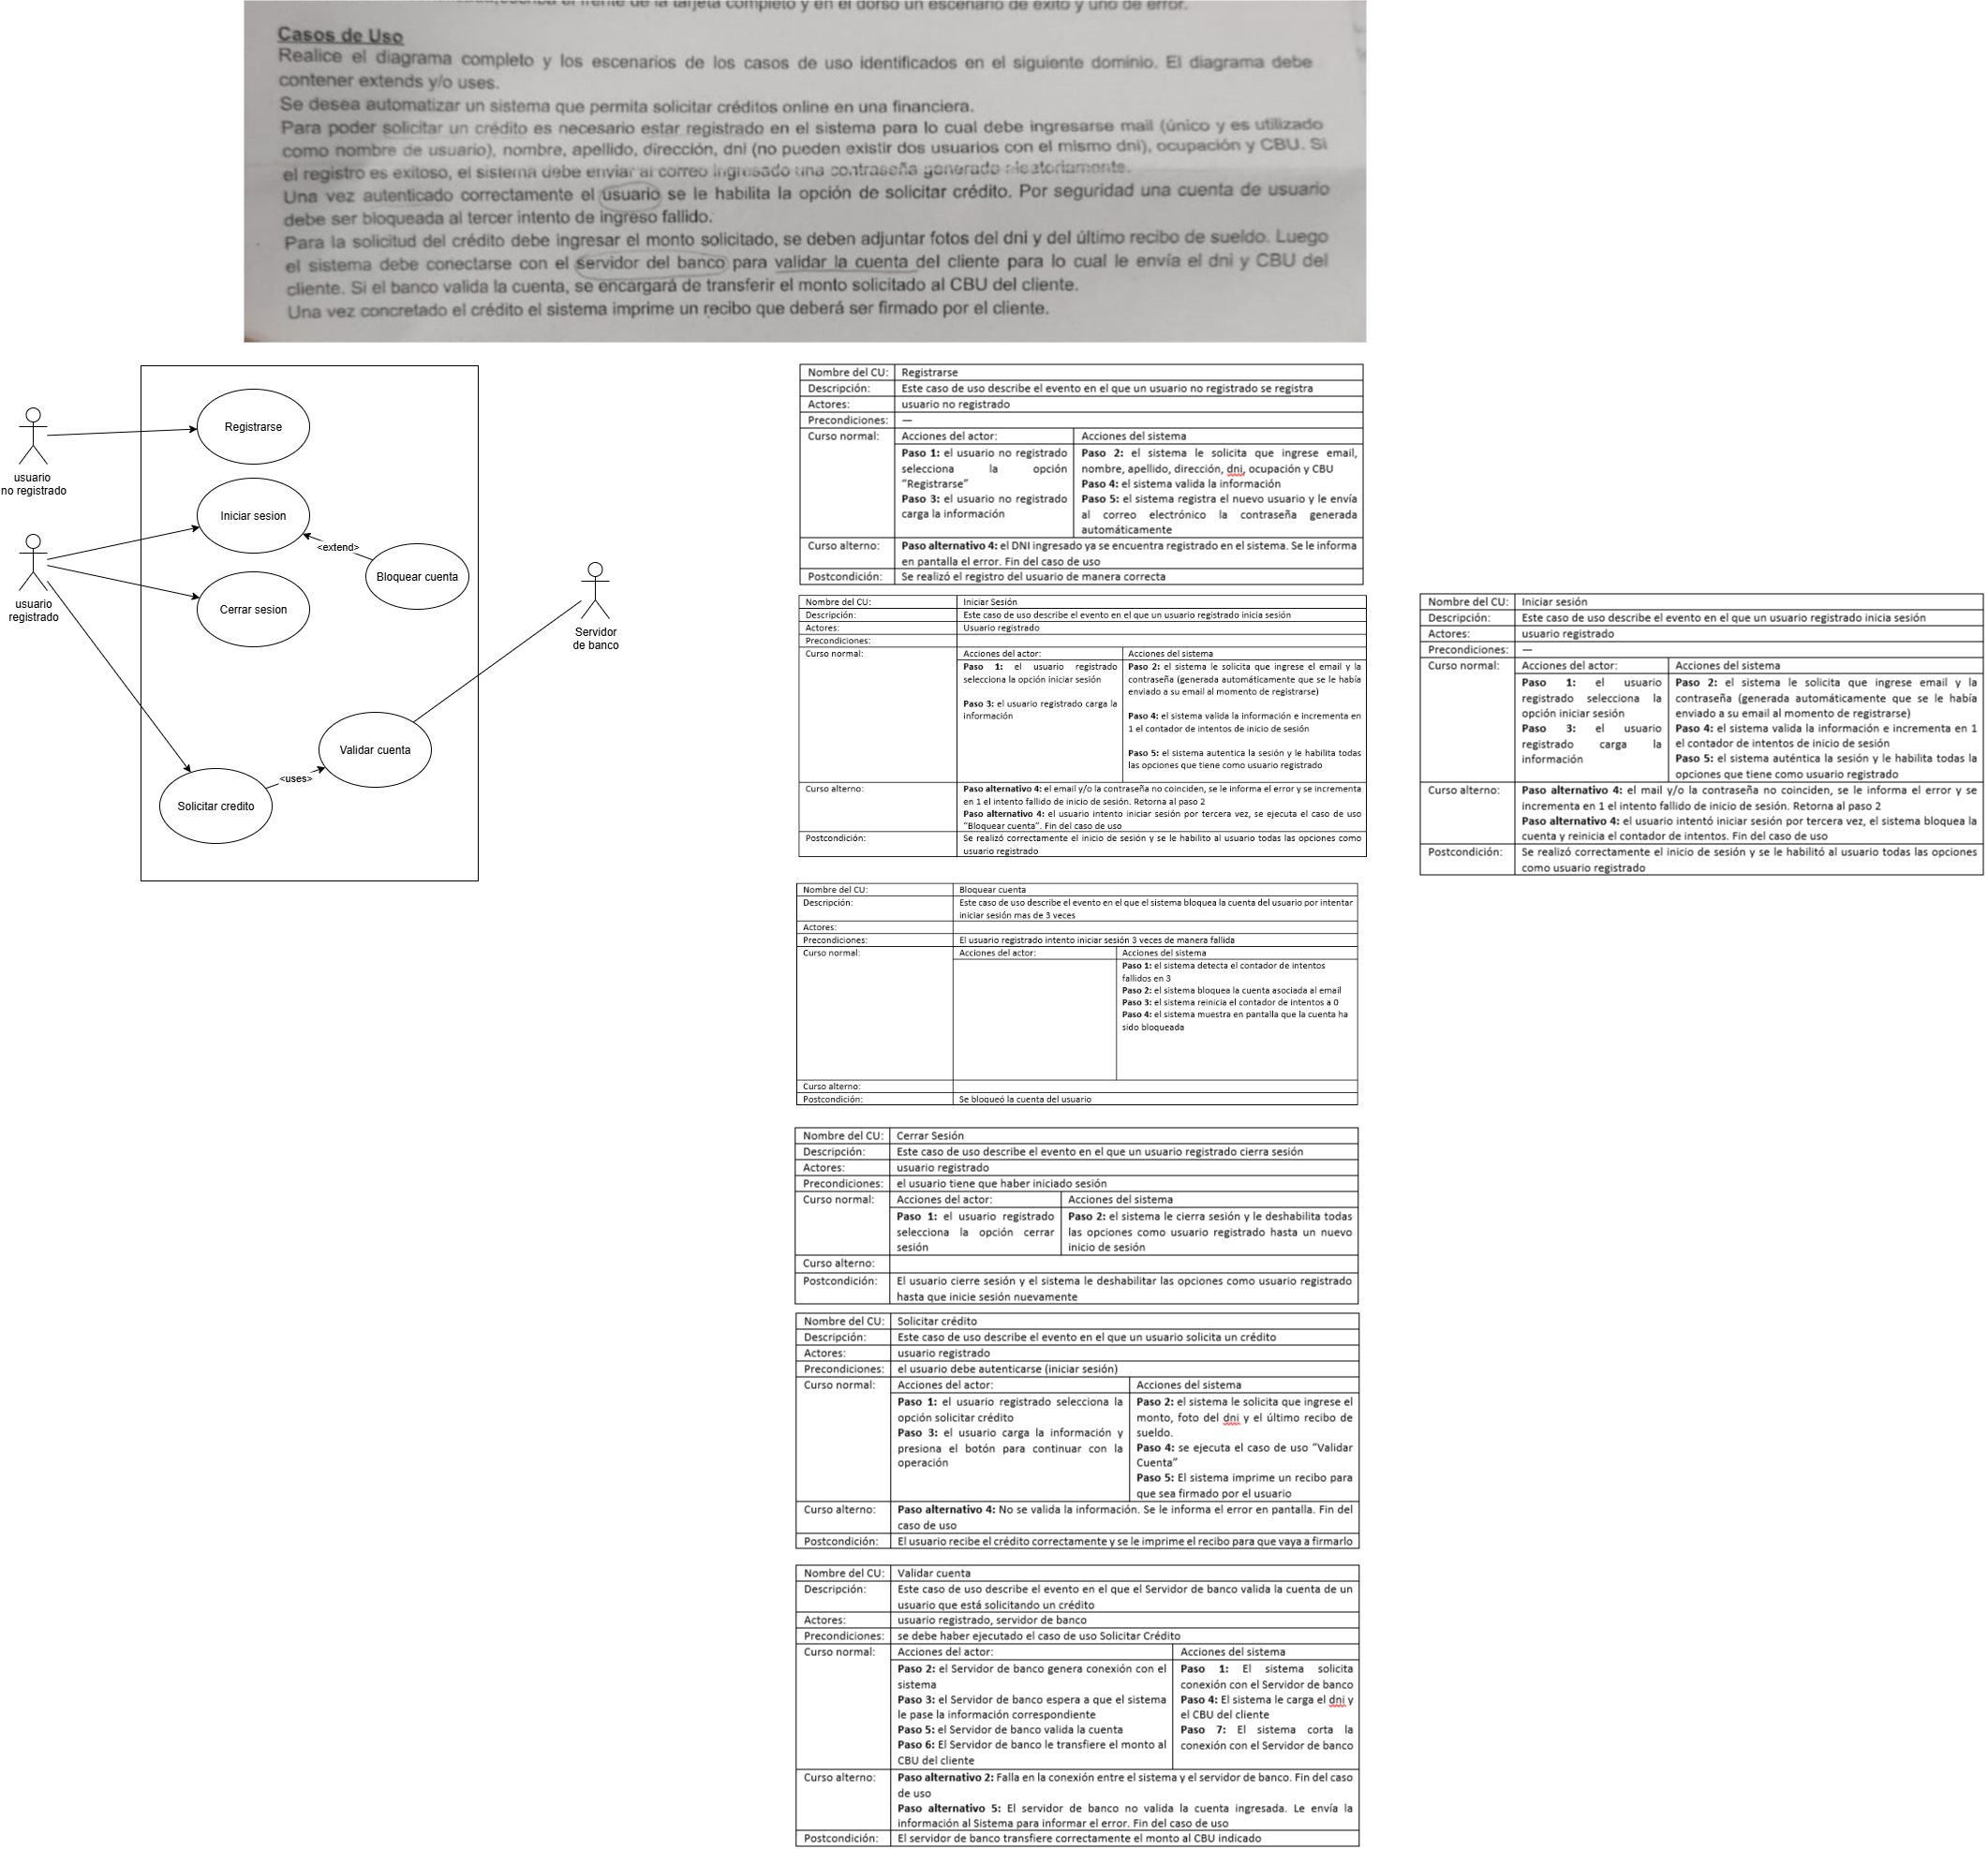 frente de la tarjeta completo y en el dorso un escenario de éxito y uno de error.
Casos de Uso
Realice el diagrama completo y los escenarios de los casos de uso identificados en el siguiente dominio. El diagrama debe
contener extends y/o uses.
Se desea automatizar un sistema que permita solicitar créditos online en una financiera.
Para poder solicitar un crédito es necesario estar registrado en el sistema para lo cual debe ingresarse mail (único y es utilizado
como nombre de usuario), nombre, apellido, dirección, dni (no pueden existir dos usuarios con el mismo dni), ocupación y CBU. Si
el registro es exitoso, el sistema debe enviar al correo ingresado una contraseña generada aleatoriamente.
Una vez autenticado correctamente el usuario se le habilita la opción de solicitar crédito. Por seguridad una cuenta de usuario
debe ser bloqueada al tercer intento de ingreso fallido.
Para la solicitud del crédito debe ingresar el monto solicitado, se deben adjuntar fotos del dni y del último recibo de sueldo. Luego
el sistema debe conectarse con el servidor del banco para validar la cuenta del cliente para lo cual le envía el dni y CBU del
cliente. Si el banco valida la cuenta, se encargará de transferir el monto solicitado al CBU del cliente.
Una vez concretado el crédito el sistema imprime un recibo que deberá ser firmado por el cliente.
usuario
no registrado
usuario
registrado
Registrarse
Iniciar sesion
<extend>
Bloquear cuenta
Cerrar sesion
Servidor
de banco
Validar cuenta
<uses>
Solicitar credito
Nombre del CU: Registrarse
Descripción: Este caso de uso describe el evento en el que un usuario no registrado se registra
Actores: usuario no registrado
Precondiciones: —
Curso normal: Acciones del actor: Acciones del sistema
Paso 1: el usuario no registrado
selecciona la opción
"Registrarse"
Paso 3: el usuario no registrado
carga la información
Paso 2: el sistema le solicita que ingrese email,
nombre, apellido, dirección, dni, ocupación y CBU
Paso 4: el sistema valida la información
Paso 5: el sistema registra el nuevo usuario y le envía
al correo electrónico la contraseña generada
automáticamente
Curso alterno: Paso alternativo 4: el DNI ingresado ya se encuentra registrado en el sistema. Se le informa
en pantalla el error. Fin del caso de uso
Postcondición: Se realizó el registro del usuario de manera correcta
Nombre del CU: Iniciar Sesión
Descripción: Este caso de uso describe el evento en el que un usuario registrado inicia sesión
Actores: Usuario registrado
Precondiciones:
Curso normal: Acciones del actor: Acciones del sistema
Paso 1: el usuario registrado
selecciona la opción iniciar sesión
Paso 3: el usuario registrado carga la
información
Paso 2: el sistema le solicita que ingrese el email y la
contraseña (generada automáticamente que se le había
enviado a su email al momento de registrarse)
Paso 4: el sistema valida la información e incrementa en
1 el contador de intentos de inicio de sesión
Paso 5: el sistema autentica la sesión y le habilita todas
las opciones que tiene como usuario registrado
Curso alterno: Paso alternativo 4: el email y/o la contraseña no coinciden, se le informa el error y se incrementa
en 1 el intento fallido de inicio de sesión. Retorna al paso 2
Paso alternativo 4: el usuario intento iniciar sesión por tercera vez, se ejecuta el caso de uso
"Bloquear cuenta". Fin del caso de uso
Postcondición: Se realizó correctamente el inicio de sesión y se le habilito al usuario todas las opciones como
usuario registrado
Nombre del CU: Iniciar sesión
Descripción: Este caso de uso describe el evento en el que un usuario registrado inicia sesión
Actores: usuario registrado
Precondiciones: —
Curso normal: Acciones del actor: Acciones del sistema
Paso 1: el usuario
registrado selecciona la
opción iniciar sesión
Paso 3: el usuario
registrado carga la
información
Paso 2: el sistema le solicita que ingrese email y la
contraseña (generada automáticamente que se le había
enviado a su email al momento de registrarse)
Paso 4: el sistema valida la información e incrementa en 1
el contador de intentos de inicio de sesión
Paso 5: el sistema auténtica la sesión y le habilita todas la
opciones que tiene como usuario registrado
Curso alterno: Paso alternativo 4: el mail y/o la contraseña no coinciden, se le informa el error y se
incrementa en 1 el intento fallido de inicio de sesión. Retorna al paso 2
Paso alternativo 4: el usuario intentó iniciar sesión por tercera vez, el sistema bloquea la
cuenta y reinicia el contador de intentos. Fin del caso de uso
Postcondición: Se realizó correctamente el inicio de sesión y se le habilitó al usuario todas las opciones
como usuario registrado
Nombre del CU: Bloquear cuenta
Descripción: Este caso de uso describe el evento en el que el sistema bloquea la cuenta del usuario por intentar
iniciar sesión mas de 3 veces
Actores:
Precondiciones: El usuario registrado intento iniciar sesión 3 veces de manera fallida
Curso normal: Acciones del actor: Acciones del sistema
Paso 1: el sistema detecta el contador de intentos
fallidos en 3
Paso 2: el sistema bloquea la cuenta asociada al email
Paso 3: el sistema reinicia el contador de intentos a 0
Paso 4: el sistema muestra en pantalla que la cuenta ha
sido bloqueada
Curso alterno:
Postcondición: Se bloqueó la cuenta del usuario
Nombre del CU: Cerrar Sesión
Descripción: Este caso de uso describe el evento en el que un usuario registrado cierra sesión
Actores: usuario registrado
Precondiciones: el usuario tiene que haber iniciado sesión
Curso normal: Acciones del actor: Acciones del sistema
Paso 1: el usuario registrado
selecciona la opción cerrar
sesión
Paso 2: el sistema le cierra sesión y le deshabilita todas
las opciones como usuario registrado hasta un nuevo
inicio de sesión
Curso alterno:
Postcondición: El usuario cierre sesión y el sistema le deshabilitar las opciones como usuario registrado
hasta que inicie sesión nuevamente
Nombre del CU: Solicitar crédito
Descripción: Este caso de uso describe el evento en el que un usuario solicita un crédito
Actores: usuario registrado
Precondiciones: el usuario debe autenticarse (iniciar sesión)
Curso normal: Acciones del actor: Acciones del sistema
Paso 1: el usuario registrado selecciona la
opción solicitar crédito
Paso 3: el usuario carga la información y
presiona el botón para continuar con la
operación
Paso 2: el sistema le solicita que ingrese el
monto, foto del dni y el último recibo de
sueldo.
Paso 4: se ejecuta el caso de uso "Validar
Cuenta"
Paso 5: El sistema imprime un recibo para
que sea firmado por el usuario
Curso alterno: Paso alternativo 4: No se valida la información. Se le informa el error en pantalla. Fin del
caso de uso
Postcondición: El usuario recibe el crédito correctamente y se le imprime el recibo para que vaya a firmarlo
Nombre del CU: Validar cuenta
Descripción: Este caso de uso describe el evento en el que el Servidor de banco valida la cuenta de un
usuario que está solicitando un crédito
Actores: usuario registrado, servidor de banco
Precondiciones: se debe haber ejecutado el caso de uso Solicitar Crédito
Curso normal: Acciones del actor: Acciones del sistema
Paso 2: el Servidor de banco genera conexión con el
sistema
Paso 3: el Servidor de banco espera a que el sistema
le pase la información correspondiente
Paso 5: el Servidor de banco valida la cuenta
Paso 6: El Servidor de banco le transfiere el monto al
CBU del cliente
Paso 1: El sistema solicita
conexión con el Servidor de banco
Paso 4: El sistema le carga el dni y
el CBU del cliente
Paso 7: El sistema corta la
conexión con el Servidor de banco
Curso alterno: Paso alternativo 2: Falla en la conexión entre el sistema y el servidor de banco. Fin del caso
de uso
Paso alternativo 5: El servidor de banco no valida la cuenta ingresada. Le envía la
información al Sistema para informar el error. Fin del caso de uso
Postcondición: El servidor de banco transfiere correctamente el monto al CBU indicado